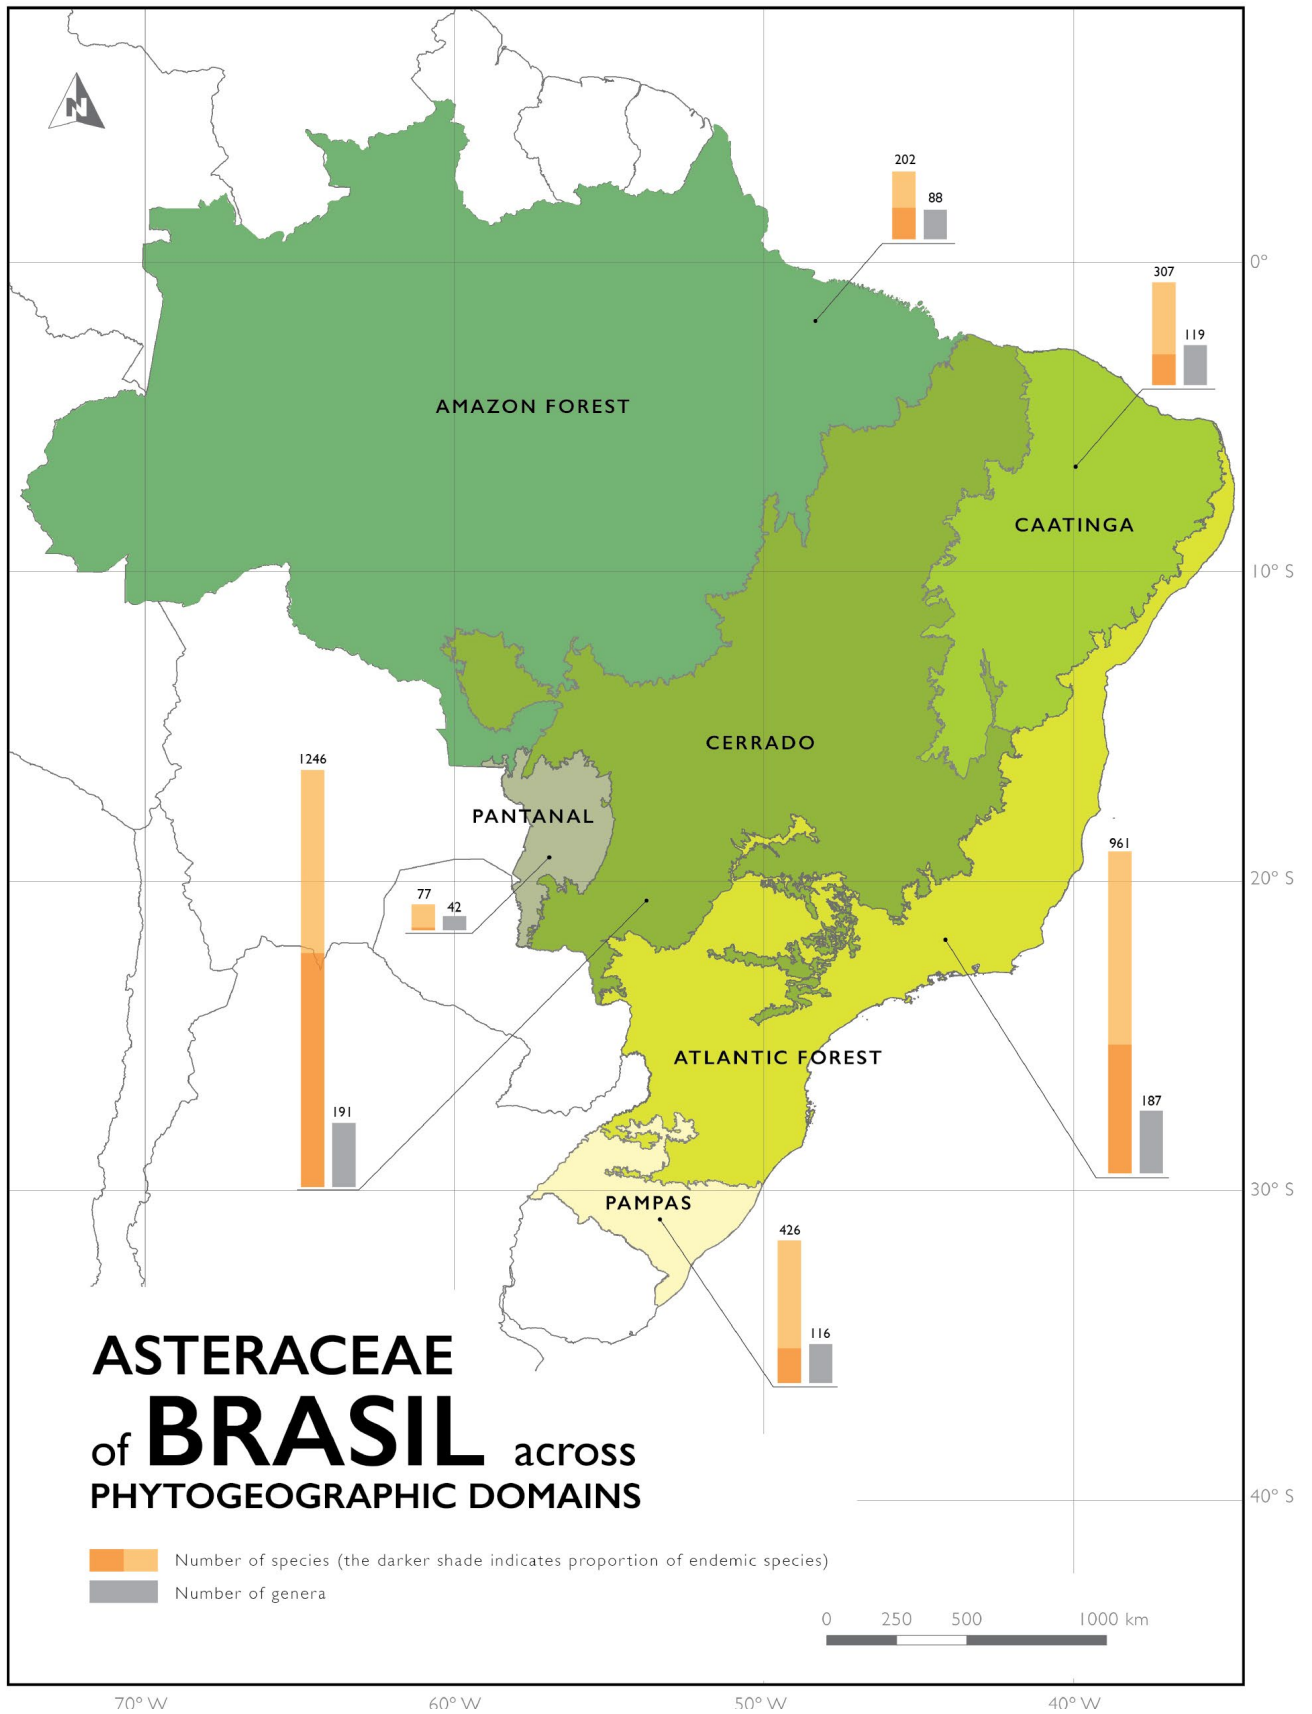 N
202
88
0°
307
119
AMAZON FOREST
CAATINGA
10° S
CERRADO
1246
PANTANAL
961
20° S
77
42
ATLANTIC FOREST
191
187
30° S
PAMPAS
426
116
ASTERACEAE
of BRASIL across
PHYTOGEOGRAPHIC DOMAINS
40° S
Number of species (the darker shade indicates proportion of endemic species)
Number of genera
0 250 500 1000 km
70° W 60° W 50° W 40° W